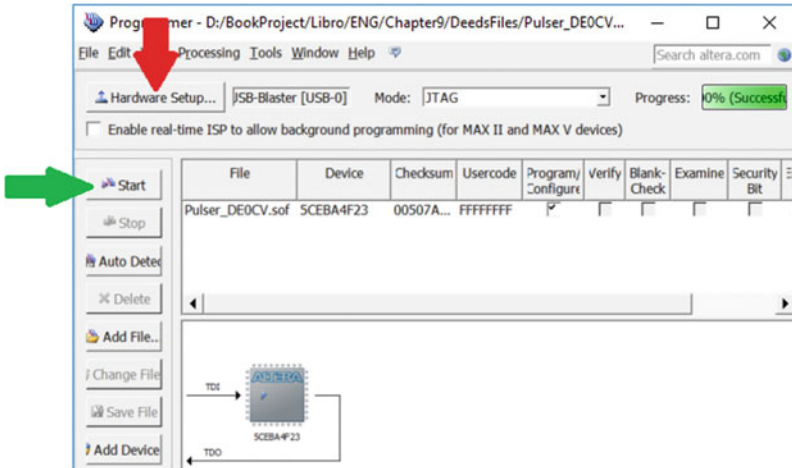 Programmer - D:/BookProject/Libro/ENG/Chapter9/DeedsFiles/Pulser_DE0CV...
File Edit Processing Tools Window Help
Search altera.com
Hardware Setup... USB-Blaster [USB-0] Mode: JTAG Progress: 0% (Successfu
Enable real-time ISP to allow background programming (for MAX II and MAX V devices)
Start
Stop
Auto Detec
Delete
Add File..
Change File
Save File
Add Device
File Device Checksum Usercode Program/ Configure Verify Blank- Check Examine Security Bit
Pulser_DE0CV.sof 5CEBA4F23 00507A... FFFFFFFF
ALTERA
TDI
5CEBA4F23
TDO